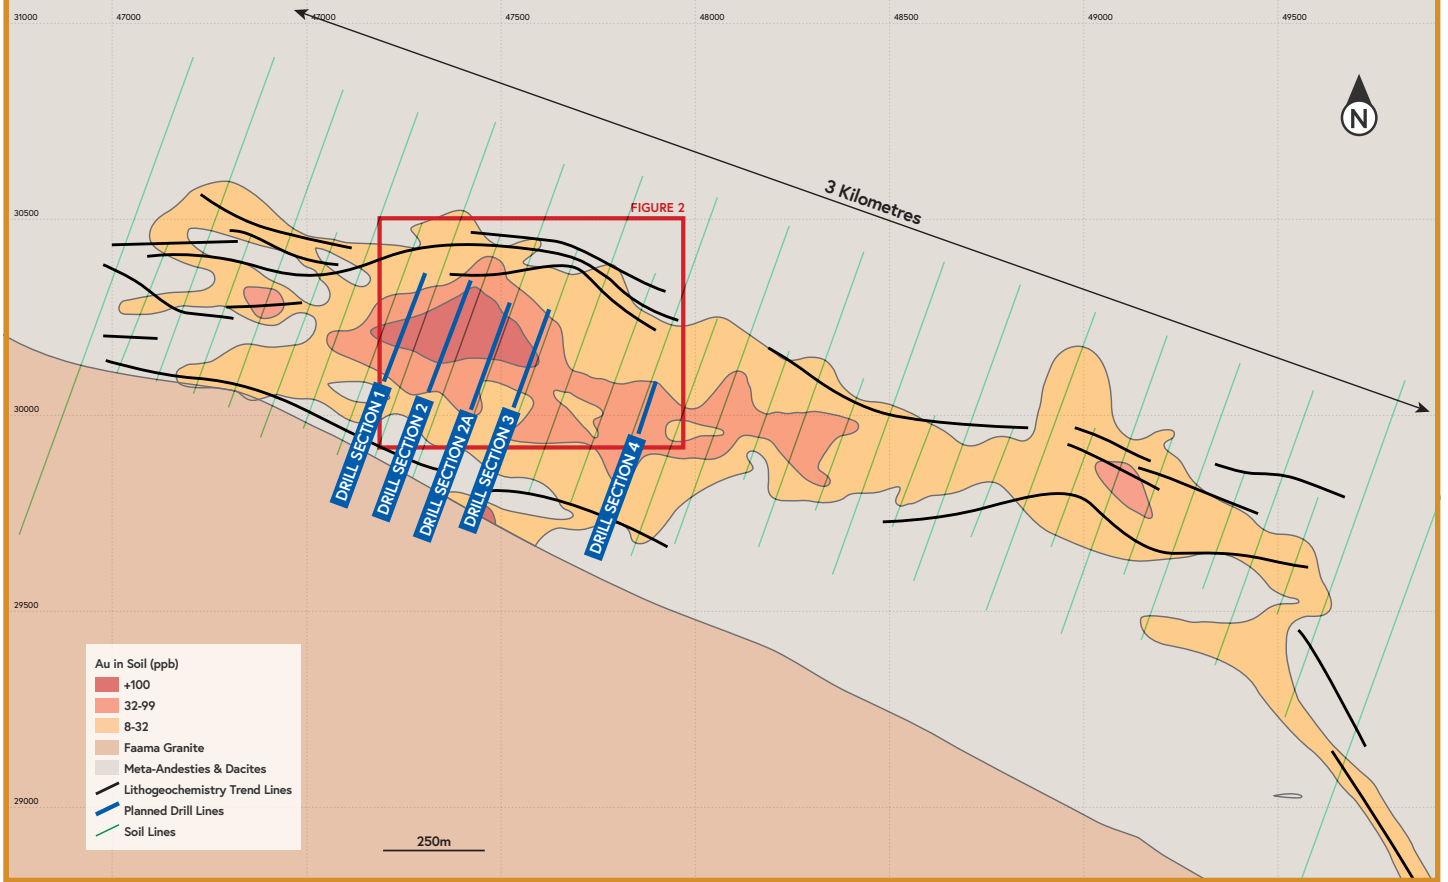 31000
47000
47000
47500
48000
48500
49000
49500
N
3 Kilometres
FIGURE 2
30500
30000
DRILL SECTION 1
DRILL SECTION 2
DRILL SECTION 2A
DRILL SECTION 3
DRILL SECTION 4
29500
29000
Au in Soil (ppb)
+100
32-99
8-32
Faama Granite
Meta-Andesties & Dacites
Lithogeochemistry Trend Lines
Planned Drill Lines
Soil Lines
250m